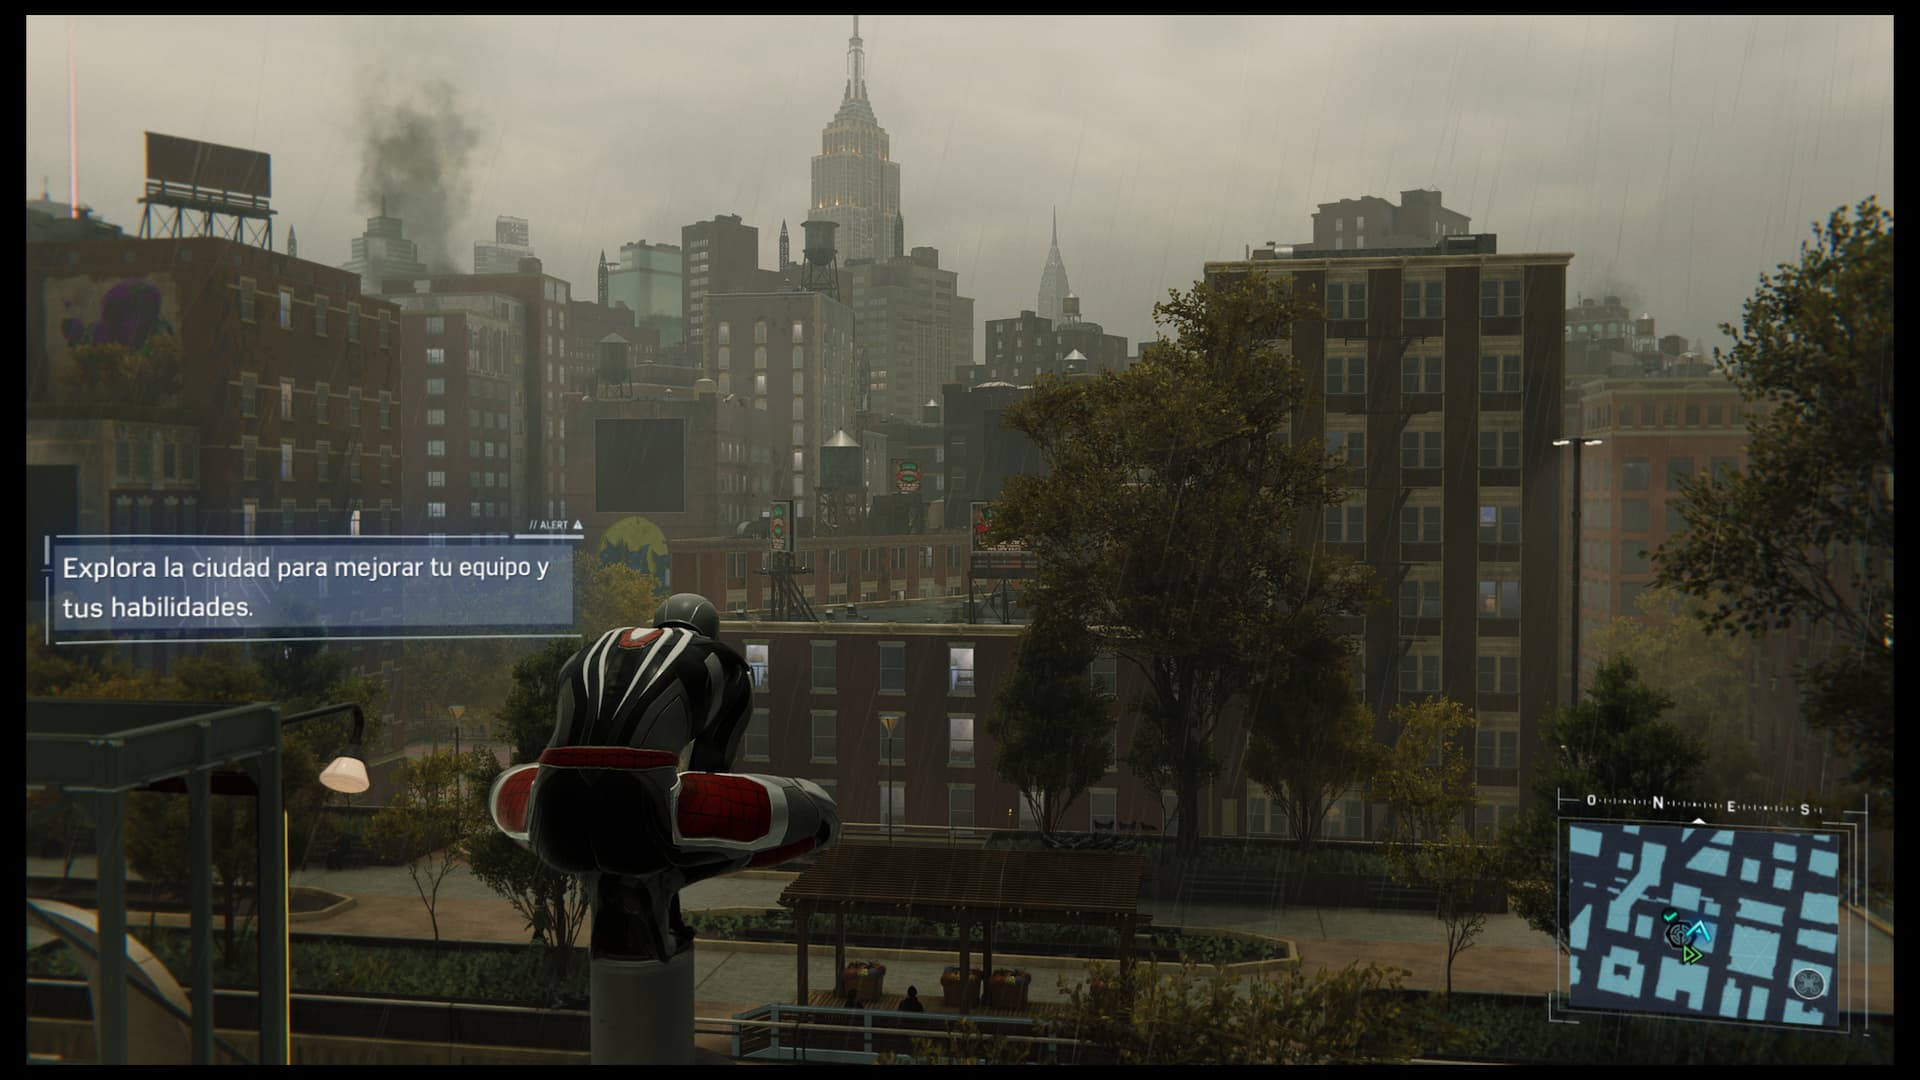 // ALERT
Explora la ciudad para mejorar tu equipo y
tus habilidades.
O N E S